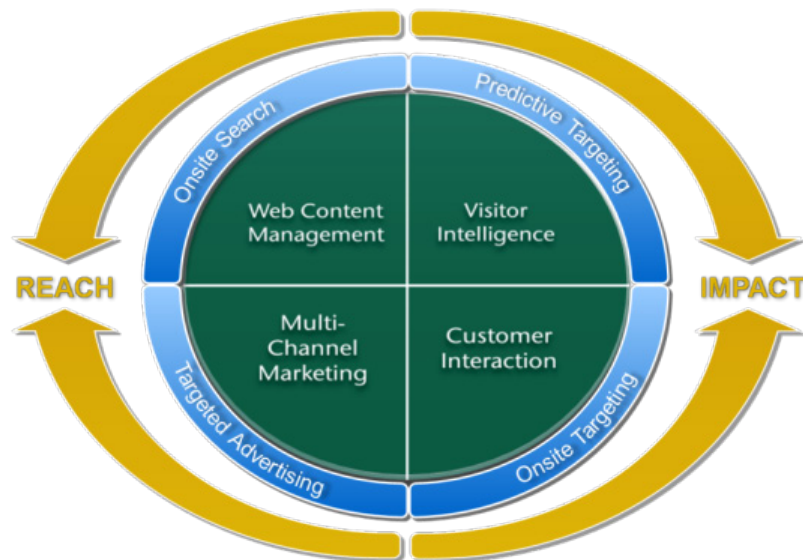 Onsite Search
Predictive Targeting
Web Content
Management
Visitor
Intelligence
REACH
IMPACT
Multi-
Channel
Marketing
Customer
Interaction
Targeted Advertising
Onsite Targeting